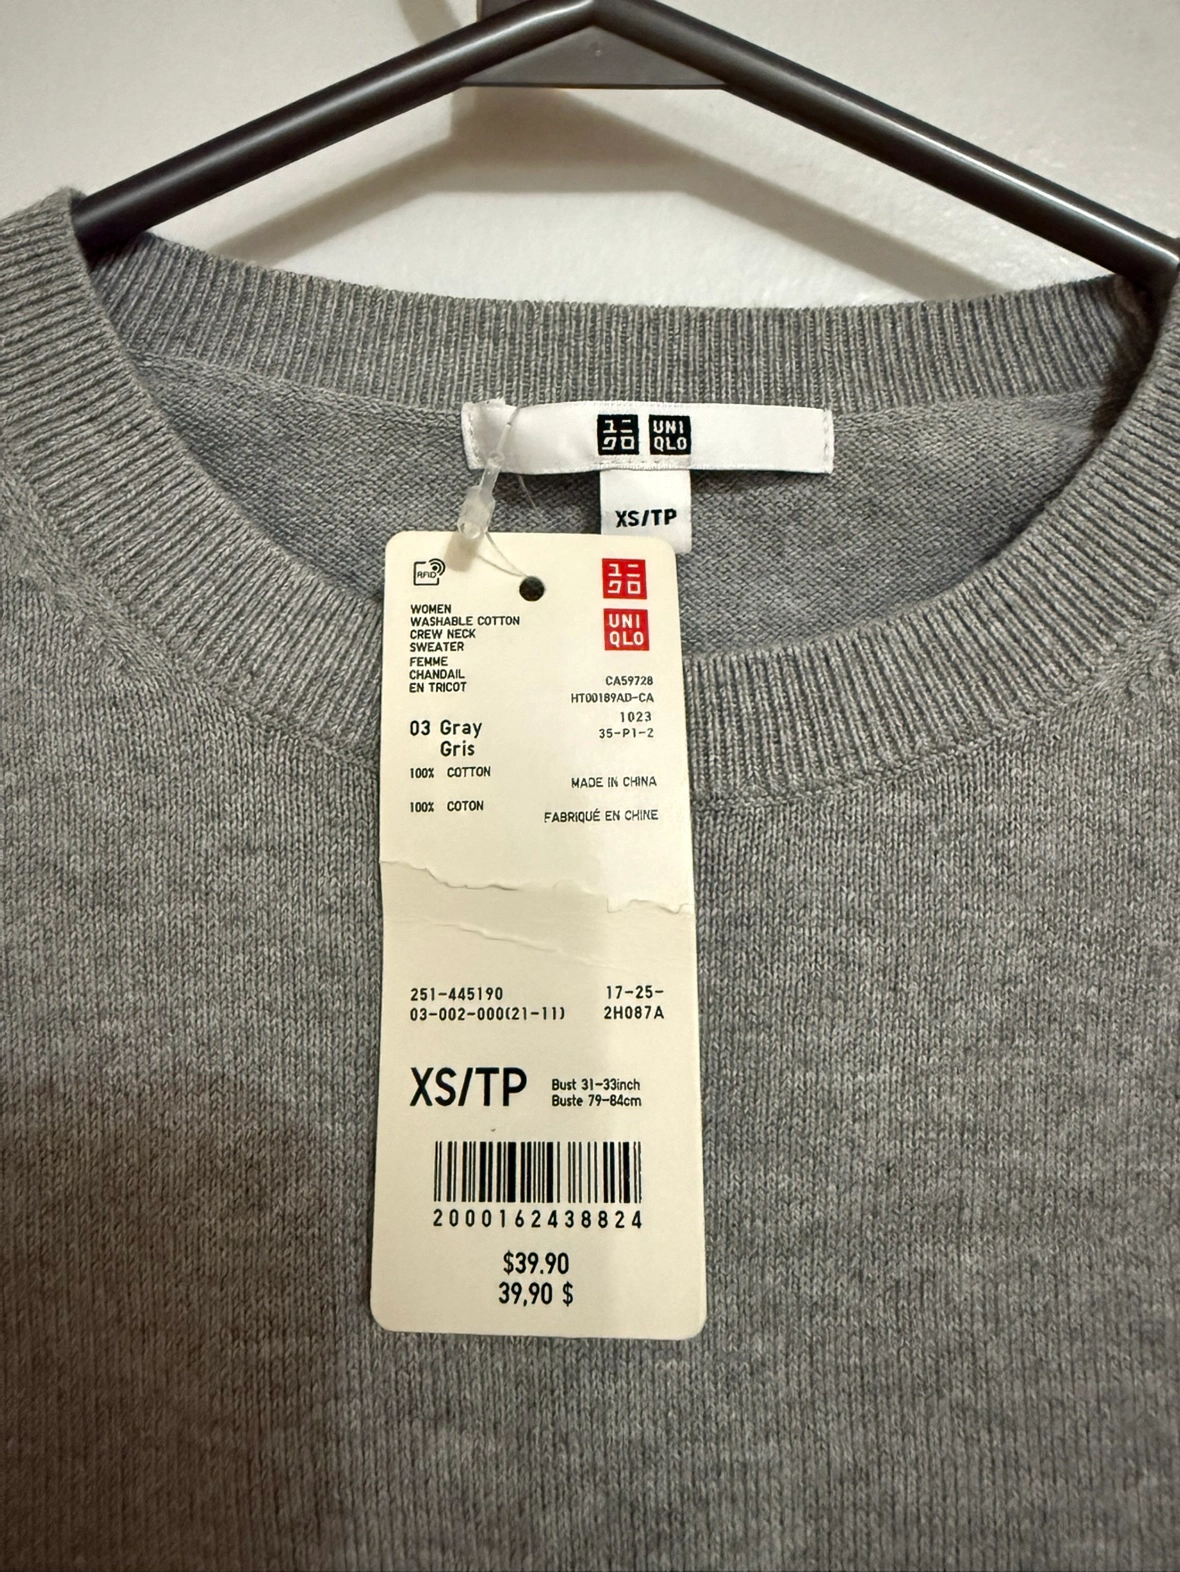 ユニ UNI
クロ QLO
XS/TP
RFID
ユニ
クロ
UNI
QLO
WOMEN
WASHABLE COTTON
CREW NECK
SWEATER
FEMME
CHANDAIL
EN TRICOT
CA59728
HT00189AD-CA
1023
35-P1-2
03 Gray
Gris
100% COTTON
MADE IN CHINA
100% COTON
FABRIQUÉ EN CHINE
251-445190 17-25-
03-002-000(21-11) 2H087A
XS/TP
Bust 31-33inch
Buste 79-84cm
2000162438824
$39.90
39,90 $